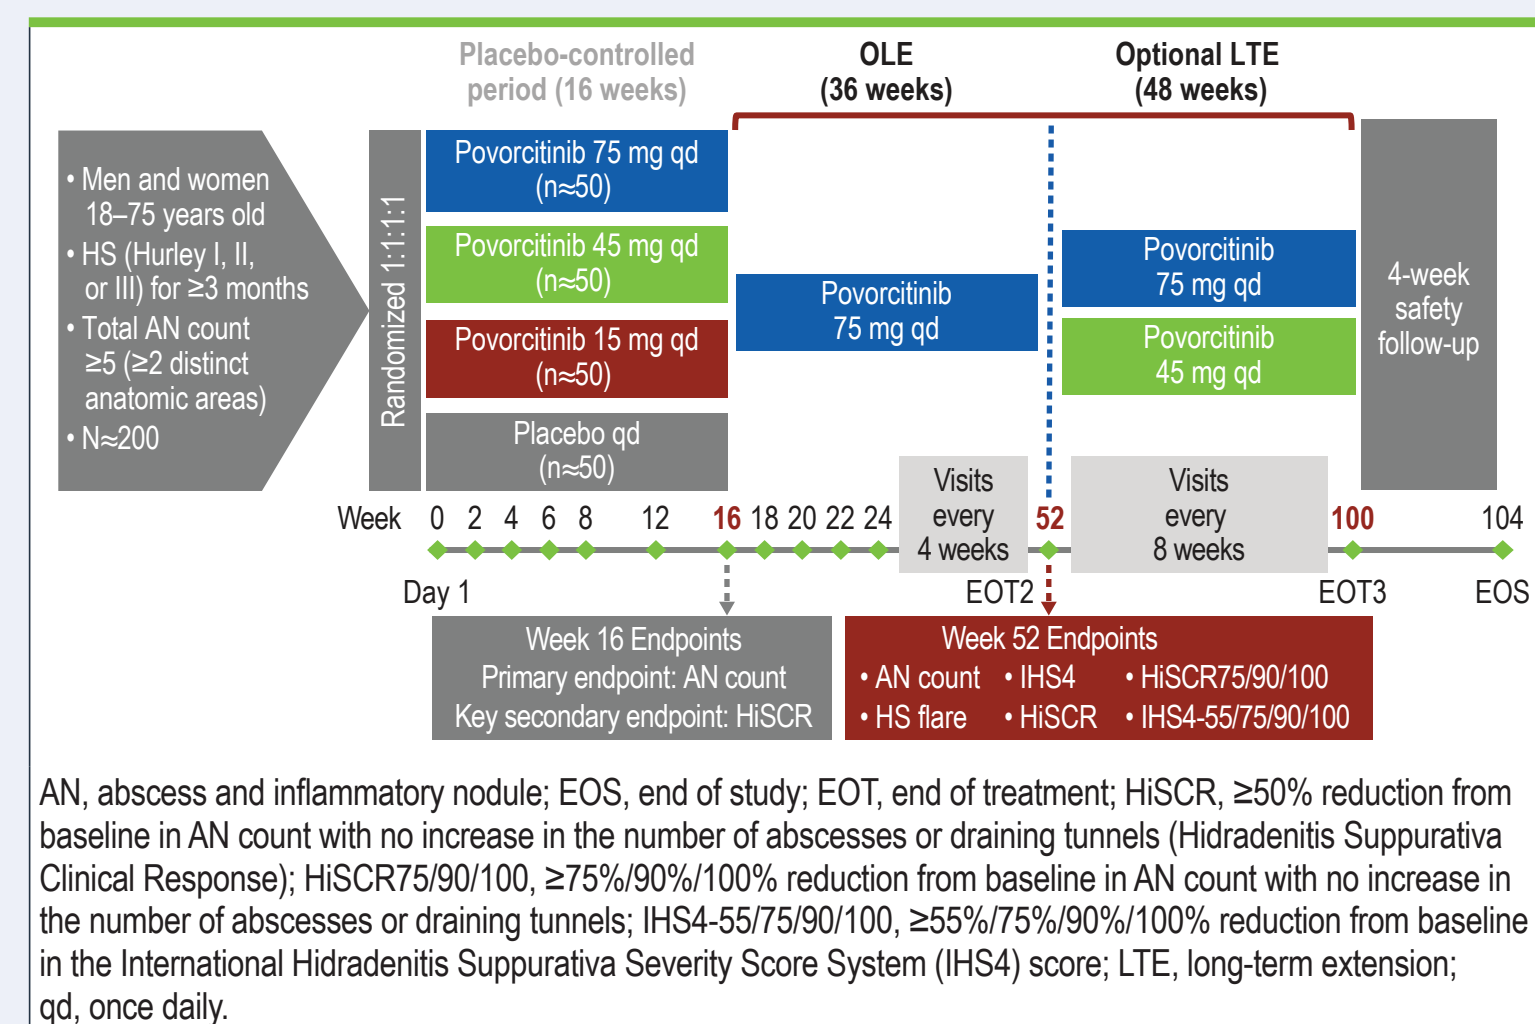 Placebo-controlled
period (16 weeks)
OLE
(36 weeks)
Optional LTE
(48 weeks)
• Men and women
18–75 years old
• HS (Hurley I, II,
or III) for ≥3 months
• Total AN count
≥5 (≥2 distinct
anatomic areas)
• N≈200
Randomized 1:1:1:1
Povorcitinib 75 mg qd
(n≈50)
Povorcitinib 45 mg qd
(n≈50)
Povorcitinib 15 mg qd
(n≈50)
Placebo qd
(n≈50)
Povorcitinib
75 mg qd
Povorcitinib
75 mg qd
Povorcitinib
45 mg qd
4-week
safety
follow-up
Visits
every
4 weeks
Visits
every
8 weeks
Week 0 2 4 6 8 12 16 18 20 22 24 52 100 104
Day 1 EOT2 EOT3 EOS
Week 16 Endpoints
Primary endpoint: AN count
Key secondary endpoint: HiSCR
Week 52 Endpoints
• AN count • IHS4 • HiSCR75/90/100
• HS flare • HiSCR • IHS4-55/75/90/100
AN, abscess and inflammatory nodule; EOS, end of study; EOT, end of treatment; HiSCR, ≥50% reduction from
baseline in AN count with no increase in the number of abscesses or draining tunnels (Hidradenitis Suppurativa
Clinical Response); HiSCR75/90/100, ≥75%/90%/100% reduction from baseline in AN count with no increase in
the number of abscesses or draining tunnels; IHS4-55/75/90/100, ≥55%/75%/90%/100% reduction from baseline
in the International Hidradenitis Suppurativa Severity Score System (IHS4) score; LTE, long-term extension;
qd, once daily.